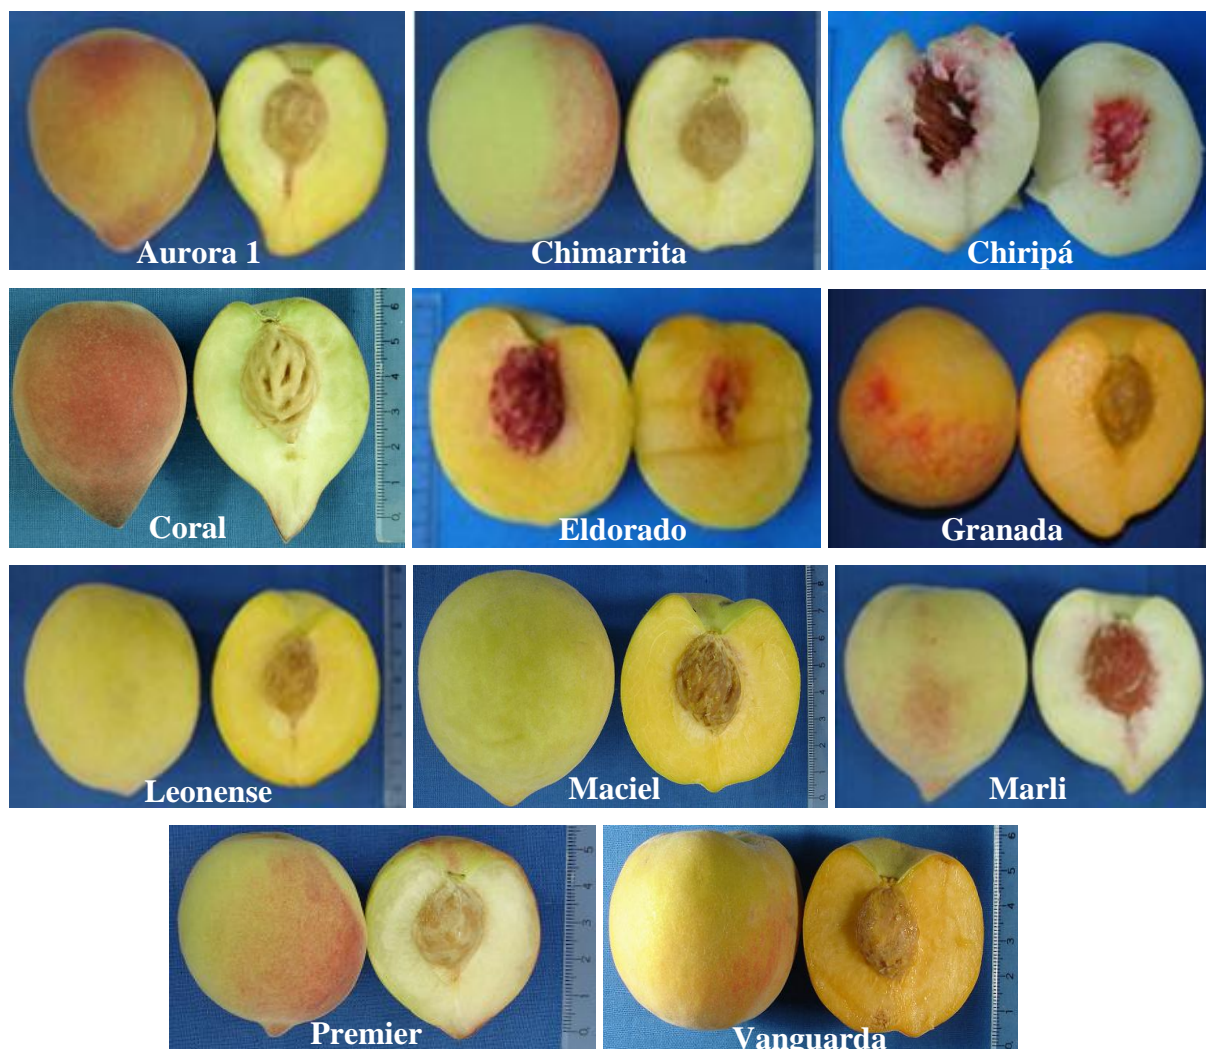 Aurora 1
Chimarrita
Chiripá
Coral
Eldorado
Granada
Leonense
Maciel
Marli
Premier
Vanguarda